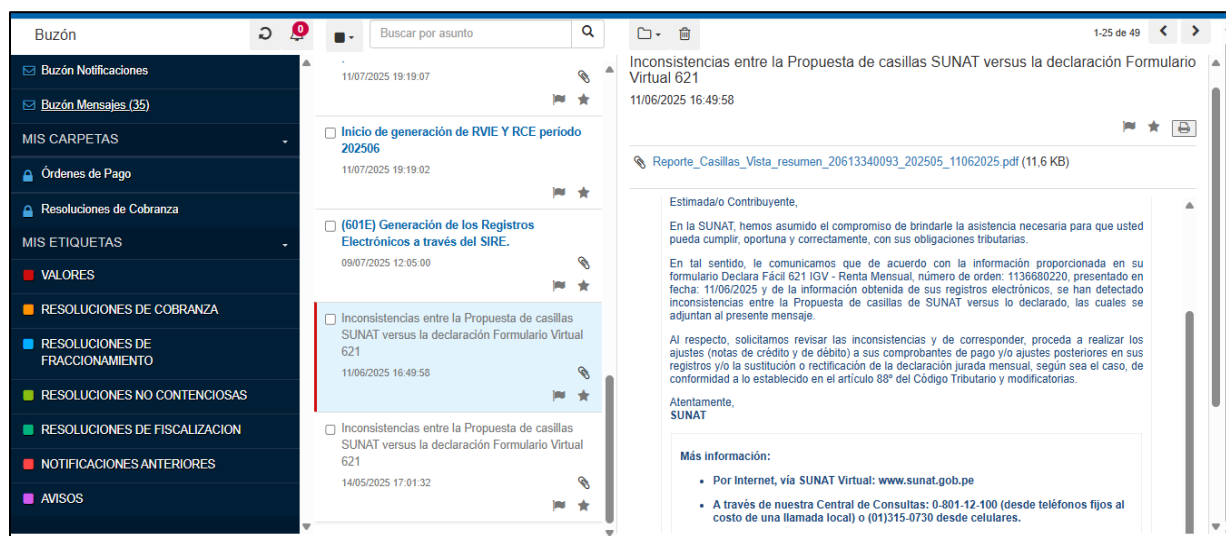 Buzón
0
Buscar por asunto
1-25 de 49
Buzón Notificaciones
Buzón Mensajes (35)
MIS CARPETAS
Órdenes de Pago
Resoluciones de Cobranza
MIS ETIQUETAS
VALORES
RESOLUCIONES DE COBRANZA
RESOLUCIONES DE
FRACCIONAMIENTO
RESOLUCIONES NO CONTENCIOSAS
RESOLUCIONES DE FISCALIZACION
NOTIFICACIONES ANTERIORES
AVISOS
11/07/2025 19:19:07
Inicio de generación de RVIE Y RCE período
202506
11/07/2025 19:19:02
(601E) Generación de los Registros
Electrónicos a través del SIRE.
09/07/2025 12:05:00
Inconsistencias entre la Propuesta de casillas
SUNAT versus la declaración Formulario Virtual
621
11/06/2025 16:49:58
Inconsistencias entre la Propuesta de casillas
SUNAT versus la declaración Formulario Virtual
621
14/05/2025 17:01:32
Inconsistencias entre la Propuesta de casillas SUNAT versus la declaración Formulario
Virtual 621
11/06/2025 16:49:58
Reporte_Casillas_Vista_resumen_20613340093_202505_11062025.pdf (11,6 KB)
Estimada/o Contribuyente,
En la SUNAT, hemos asumido el compromiso de brindarle la asistencia necesaria para que usted
pueda cumplir, oportuna y correctamente, con sus obligaciones tributarias.
En tal sentido, le comunicamos que de acuerdo con la información proporcionada en su
formulario Declara Fácil 621 IGV - Renta Mensual, número de orden: 1136680220, presentado en
fecha: 11/06/2025 y de la información obtenida de sus registros electrónicos, se han detectado
inconsistencias entre la Propuesta de casillas de SUNAT versus lo declarado, las cuales se
adjuntan al presente mensaje.
Al respecto, solicitamos revisar las inconsistencias y de corresponder, proceda a realizar los
ajustes (notas de crédito y de débito) a sus comprobantes de pago y/o ajustes posteriores en sus
registros y/o la sustitución o rectificación de la declaración jurada mensual, según sea el caso, de
conformidad a lo establecido en el artículo 88° del Código Tributario y modificatorias.
Atentamente,
SUNAT
Más información:
• Por Internet, vía SUNAT Virtual: www.sunat.gob.pe
• A través de nuestra Central de Consultas: 0-801-12-100 (desde teléfonos fijos al
costo de una llamada local) o (01)315-0730 desde celulares.